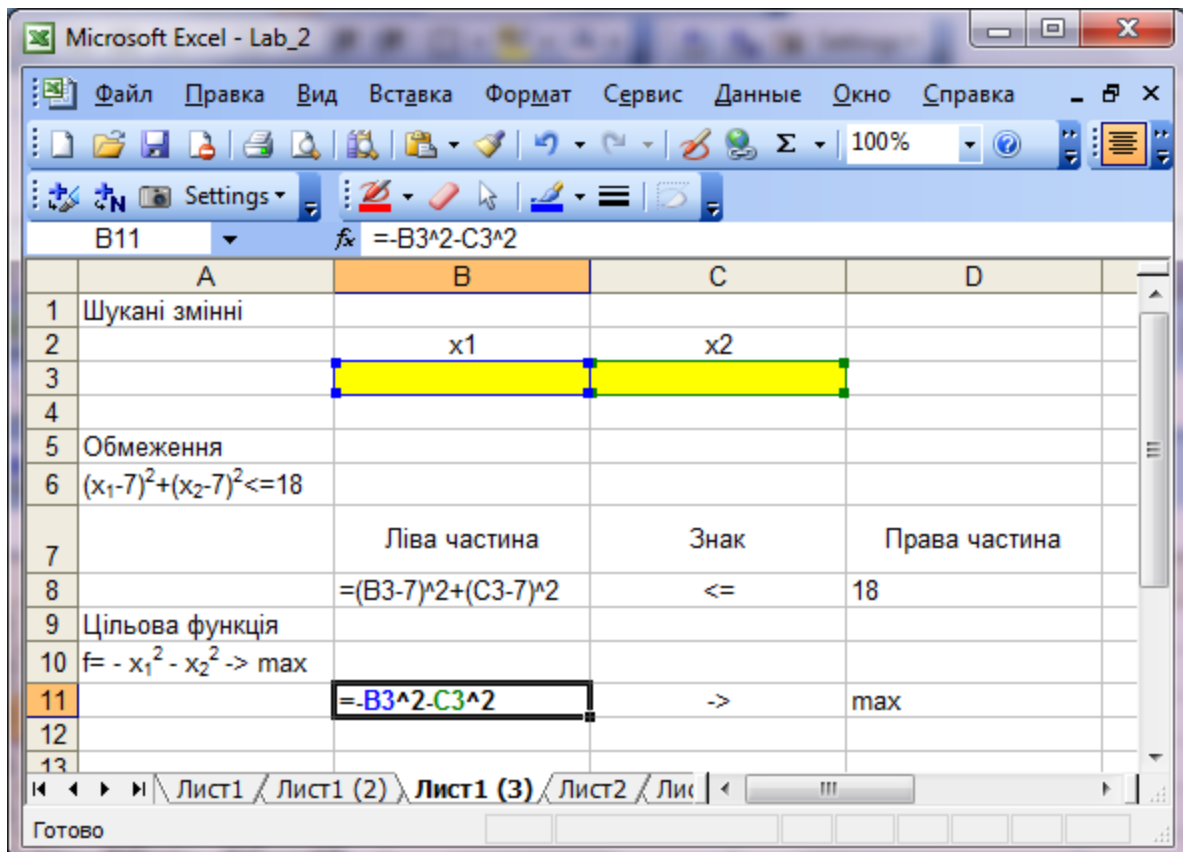 Microsoft Excel - Lab_2
Файл Правка Вид Вставка Формат Сервис Данные Окно Справка
100%
Settings
B11 fx =-B3^2-C3^2
A B C D
1 Шукані змінні
2 x1 x2
3
4
5 Обмеження
6 (x₁-7)²+(x₂-7)²<=18
7 Ліва частина Знак Права частина
8 =(B3-7)^2+(C3-7)^2 <= 18
9 Цільова функція
10 f= - x₁² - x₂² -> max
11 =-B3^2-C3^2 -> max
12
13
Лист1 Лист1 (2) Лист1 (3) Лист2
Готово